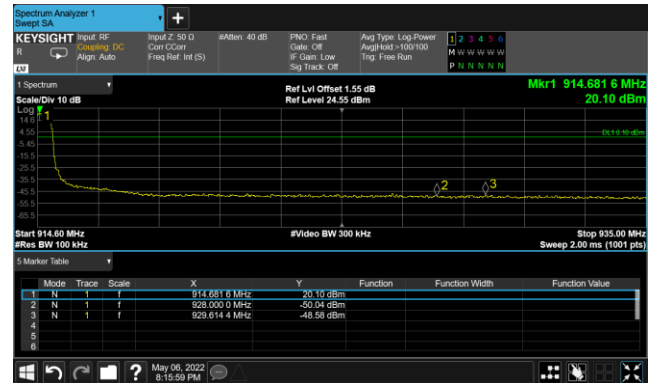 Spectrum Analyzer 1
Swept SA
+
KEYSIGHT Input: RF Input Z: 50 Ω #Atten: 40 dB PNO: Fast Avg Type: Log-Power 1 2 3 4 5 6
R Coupling: DC Corr CCorr Gate: Off Avg|Hold:>100/100 M W W W W W
Align: Auto Freq Ref: Int (S) IF Gain: Low Trig: Free Run
LXI Sig Track: Off P N N N N N
1 Spectrum Ref Lvl Offset 1.55 dB Mkr1 914.681 6 MHz
Scale/Div 10 dB Ref Level 24.55 dBm 20.10 dBm
Log
14.6 1
4.55 DL1 0.10 dBm
-5.45
-15.5
-25.5
-35.5
-45.5 2 3
-55.5
-65.5
Start 914.60 MHz #Video BW 300 kHz Stop 935.00 MHz
#Res BW 100 kHz Sweep 2.00 ms (1001 pts)
5 Marker Table
Mode Trace Scale X Y Function Function Width Function Value
1 N 1 f 914.681 6 MHz 20.10 dBm
2 N 1 f 928.000 0 MHz -50.04 dBm
3 N 1 f 929.614 4 MHz -48.58 dBm
4
5
6
? May 06, 2022
8:15:59 PM